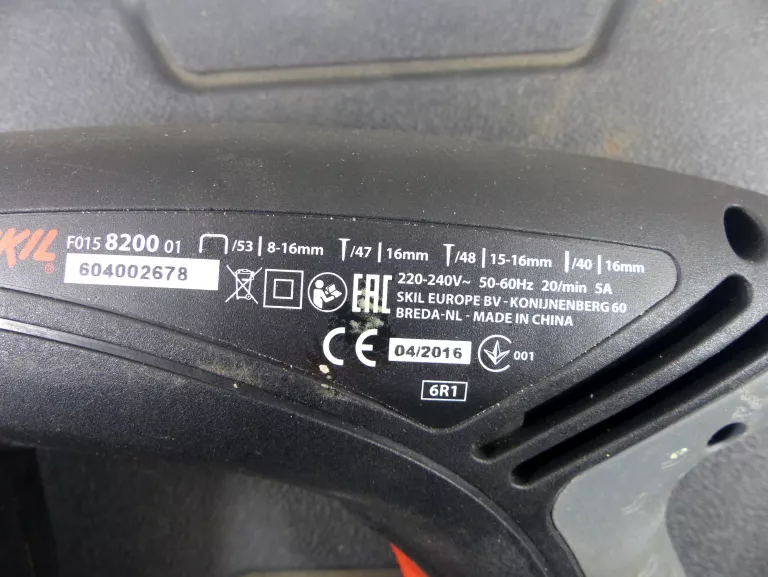 SKIL® F015 8200 01 /53 8-16mm /47 16mm /48 15-16mm /40 16mm
604002678
220-240V~ 50-60Hz 20/min 5A
EAC SKIL EUROPE BV - KONIJNENBERG 60
BREDA-NL - MADE IN CHINA
CE 04/2016 001
6R1